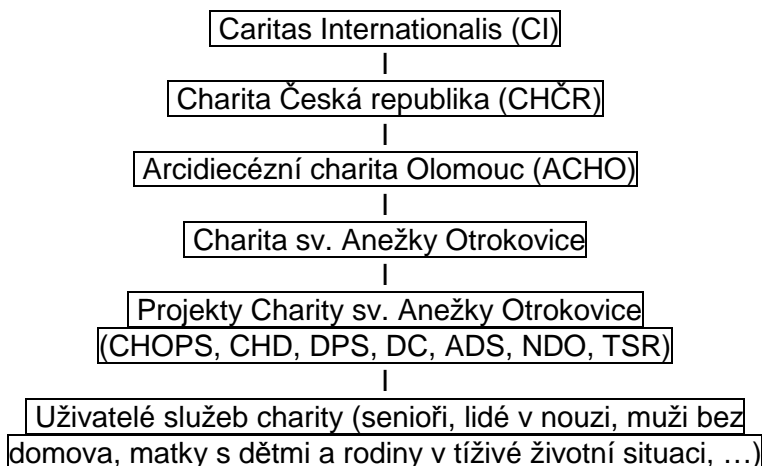 Caritas Internationalis (CI)
Charita Česká republika (CHČR)
Arcidiecézní charita Olomouc (ACHO)
Charita sv. Anežky Otrokovice
Projekty Charity sv. Anežky Otrokovice
(CHOPS, CHD, DPS, DC, ADS, NDO, TSR)
Uživatelé služeb charity (senioři, lidé v nouzi, muži bez
domova, matky s dětmi a rodiny v tíživé životní situaci, …)